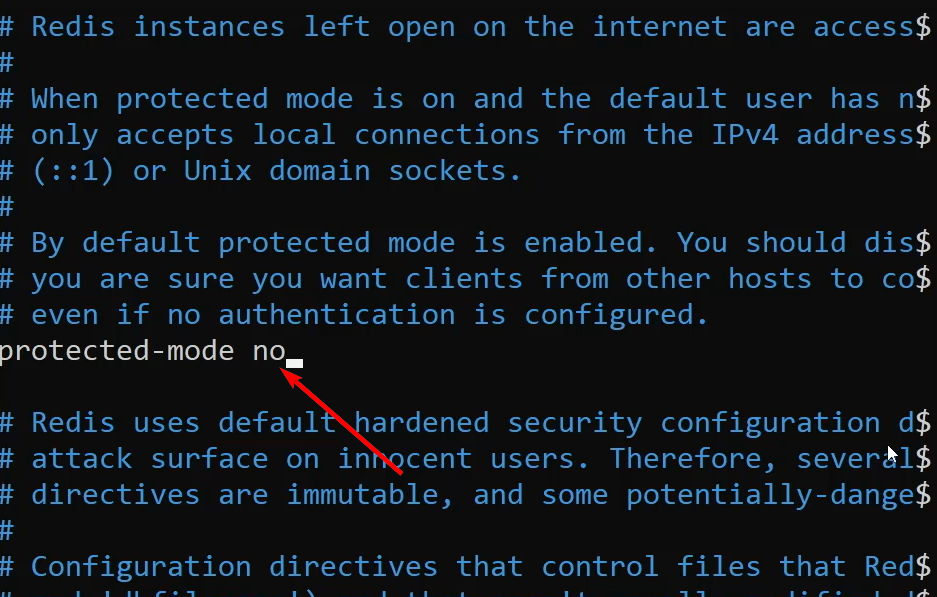 # Redis instances left open on the internet are access$
#
# When protected mode is on and the default user has n$
# only accepts local connections from the IPv4 address$
# (::1) or Unix domain sockets.
#
# By default protected mode is enabled. You should dis$
# you are sure you want clients from other hosts to co$
# even if no authentication is configured.
protected-mode no
# Redis uses default hardened security configuration d$
# attack surface on innocent users. Therefore, several$
# directives are immutable, and some potentially-dange$
#
# Configuration directives that control files that Red$